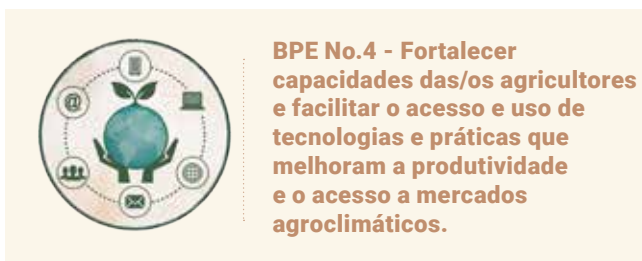 BPE No.4 - Fortalecer
capacidades das/os agricultores
e facilitar o acesso e uso de
tecnologias e práticas que
melhoram a produtividade
e o acesso a mercados
agroclimáticos.
@